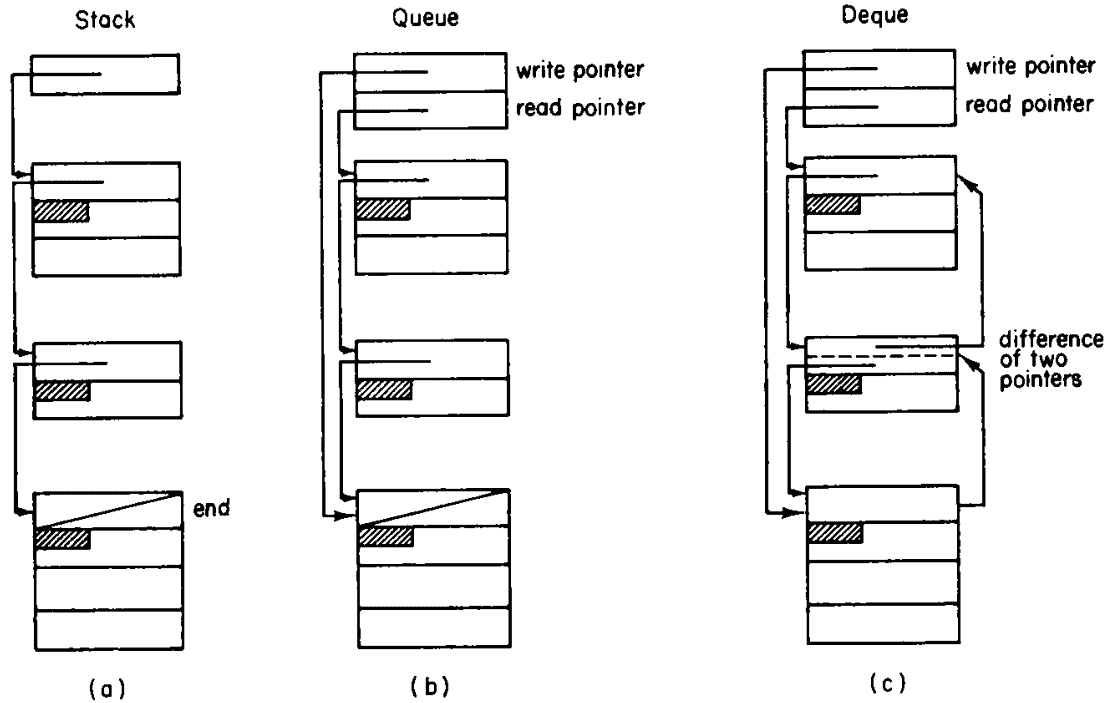 Stack
Queue
Deque
write pointer
read pointer
write pointer
read pointer
difference
of two
pointers
end
(a)
(b)
(c)